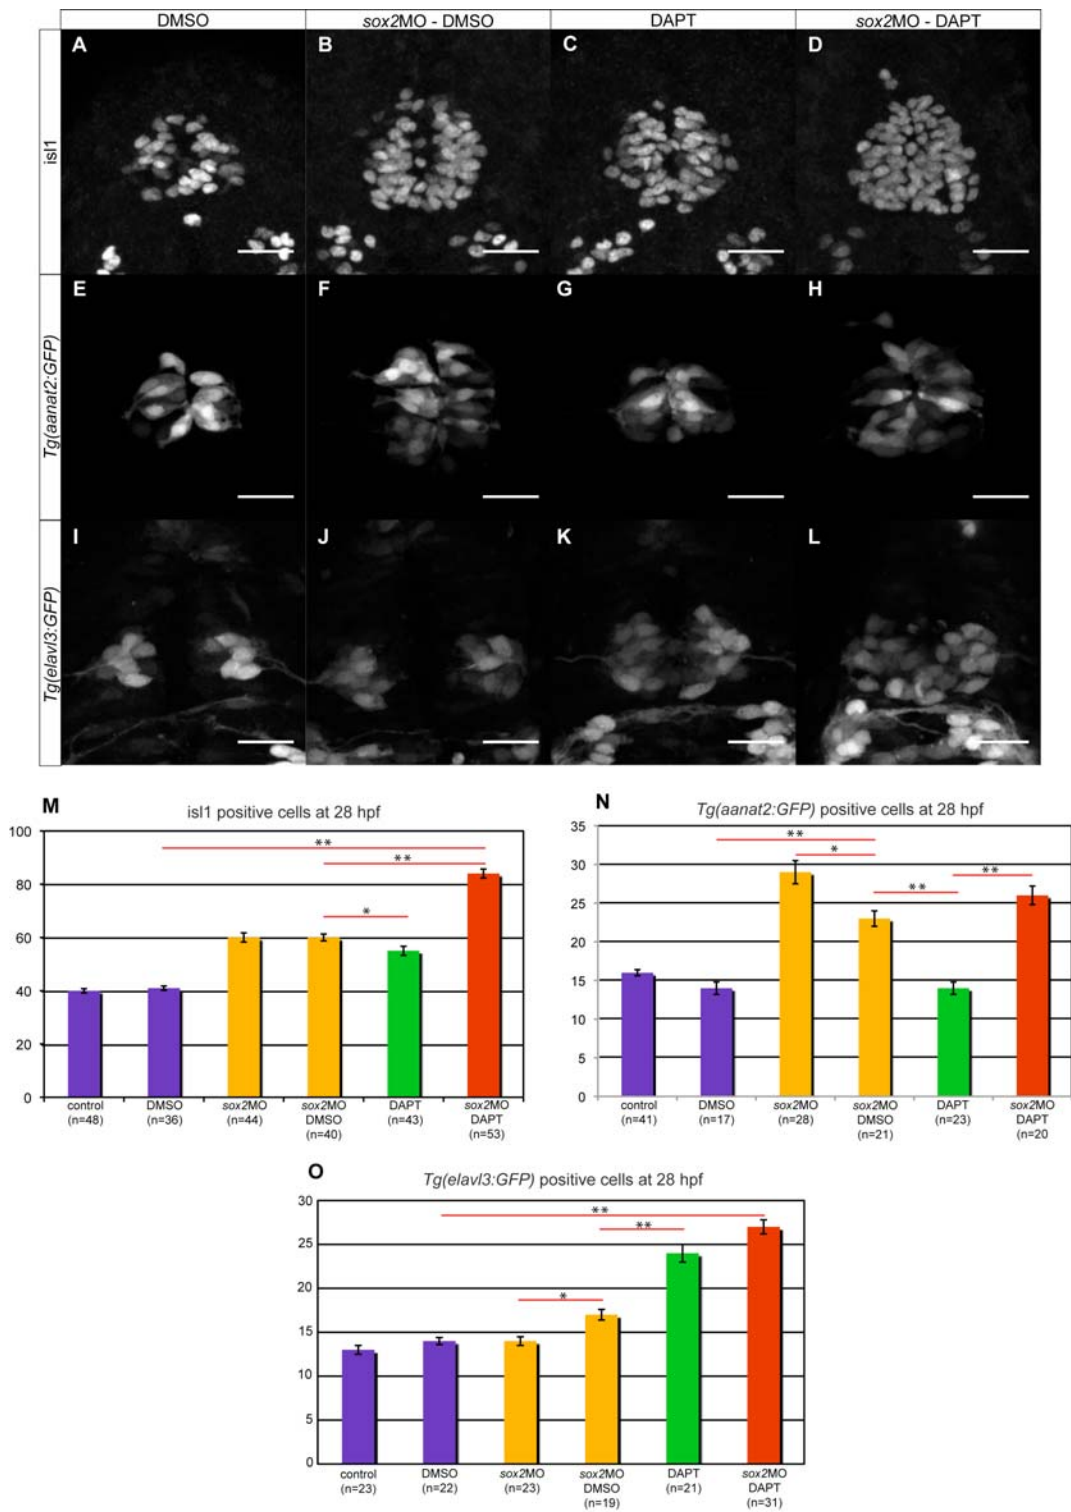 DMSO sox2MO - DMSO DAPT sox2MO - DAPT
isl1
A B C D
Tg(aanat2:GFP)
E F G H
Tg(elavl3:GFP)
I J K L
M
isl1 positive cells at 28 hpf
100
80
60
40
20
0
** 
**
*
control DMSO sox2MO sox2MO DAPT sox2MO
(n=48) (n=36) (n=44) DMSO (n=43) DAPT
(n=40) (n=53)
N
Tg(aanat2:GFP) positive cells at 28 hpf
35
30
25
20
15
10
5
0
**
*
**
**
control DMSO sox2MO sox2MO DAPT sox2MO
(n=41) (n=17) (n=28) DMSO (n=23) DAPT
(n=21) (n=20)
O
Tg(elavl3:GFP) positive cells at 28 hpf
30
25
20
15
10
5
0
**
**
*
control DMSO sox2MO sox2MO DAPT sox2MO
(n=23) (n=22) (n=23) DMSO (n=21) DAPT
(n=19) (n=31)